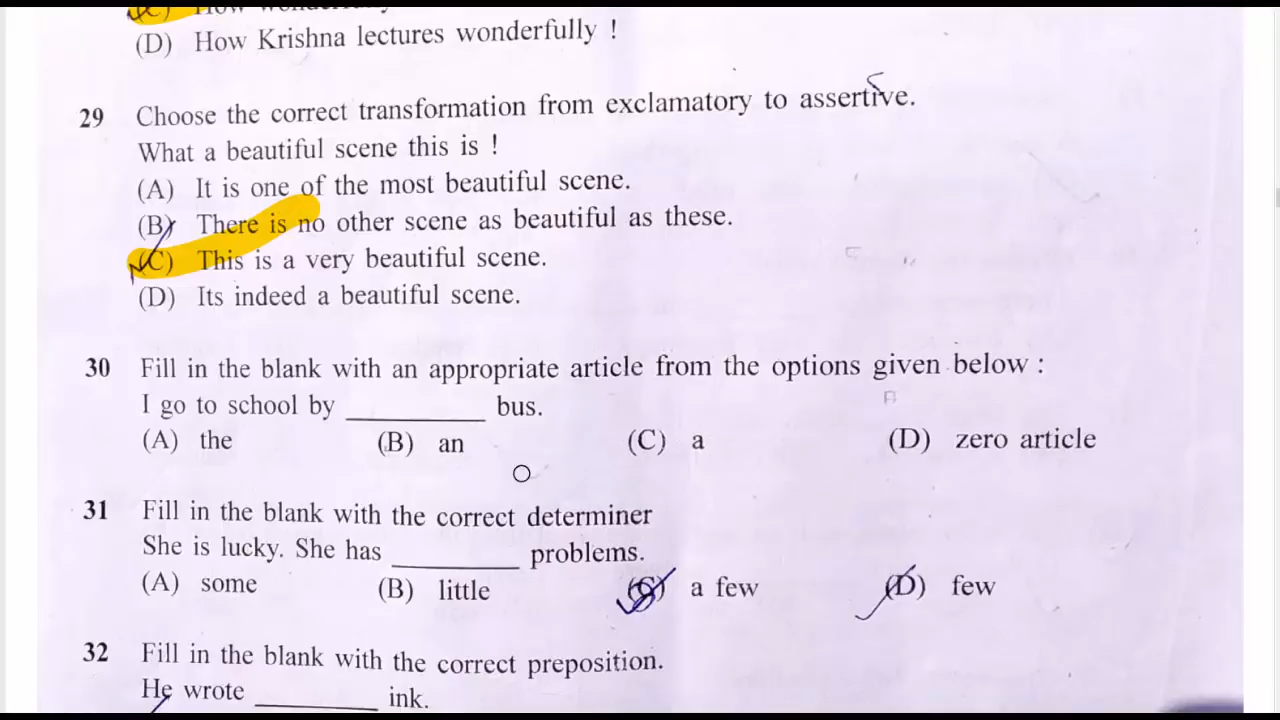 (D) How Krishna lectures wonderfully !
29 Choose the correct transformation from exclamatory to assertive.
What a beautiful scene this is !
(A) It is one of the most beautiful scene.
(B) There is no other scene as beautiful as these.
(C) This is a very beautiful scene.
(D) Its indeed a beautiful scene.
30 Fill in the blank with an appropriate article from the options given below :
I go to school by __________ bus.
(A) the (B) an (C) a (D) zero article
31 Fill in the blank with the correct determiner
She is lucky. She has __________ problems.
(A) some (B) little (C) a few (D) few
32 Fill in the blank with the correct preposition.
He wrote __________ ink.